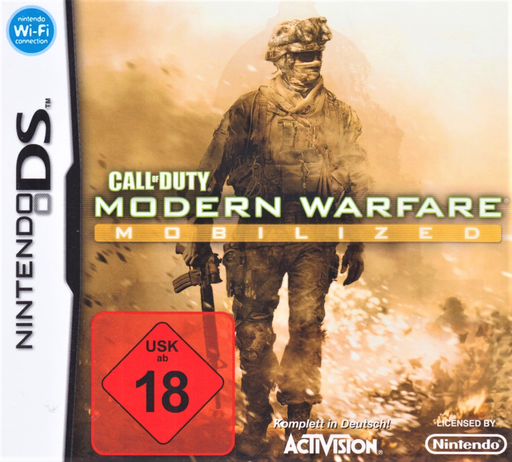 nintendo
Wi-Fi
connection
NINTENDO DS™
CALL OF DUTY®
MODERN WARFARE®
MOBILIZED
USK
ab
18
Komplett in Deutsch!
ACTIVISION®
LICENSED BY
Nintendo®